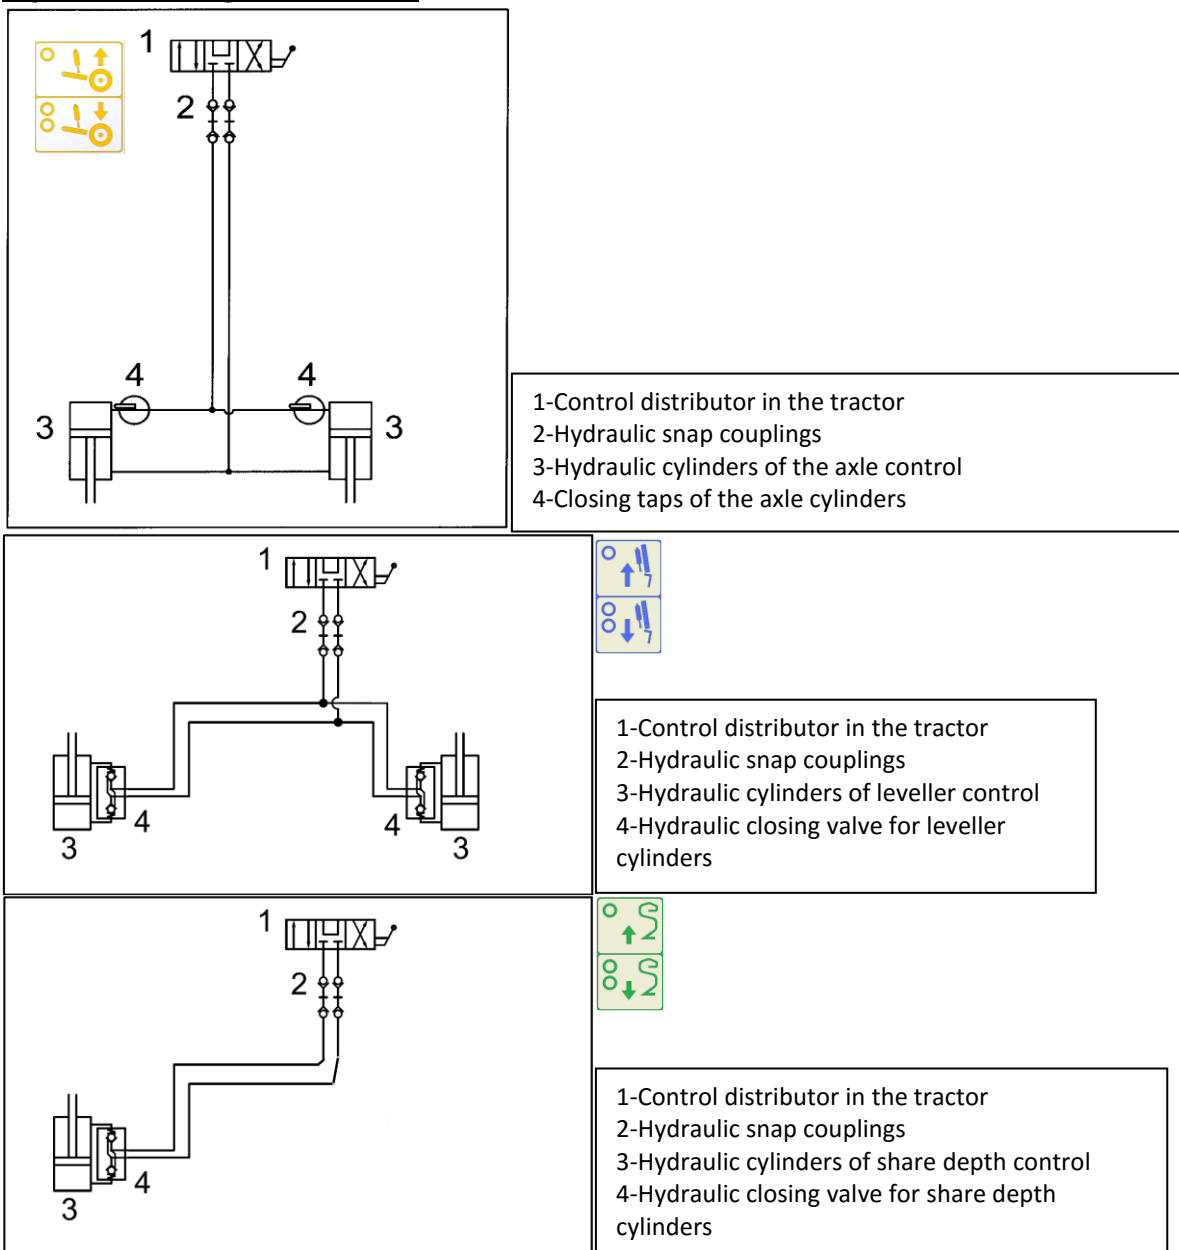 1
2
4 4
3 3
1-Control distributor in the tractor
2-Hydraulic snap couplings
3-Hydraulic cylinders of the axle control
4-Closing taps of the axle cylinders
1
2
4 4
3 3
1-Control distributor in the tractor
2-Hydraulic snap couplings
3-Hydraulic cylinders of leveller control
4-Hydraulic closing valve for leveller
cylinders
1
2
4
3
1-Control distributor in the tractor
2-Hydraulic snap couplings
3-Hydraulic cylinders of share depth control
4-Hydraulic closing valve for share depth
cylinders